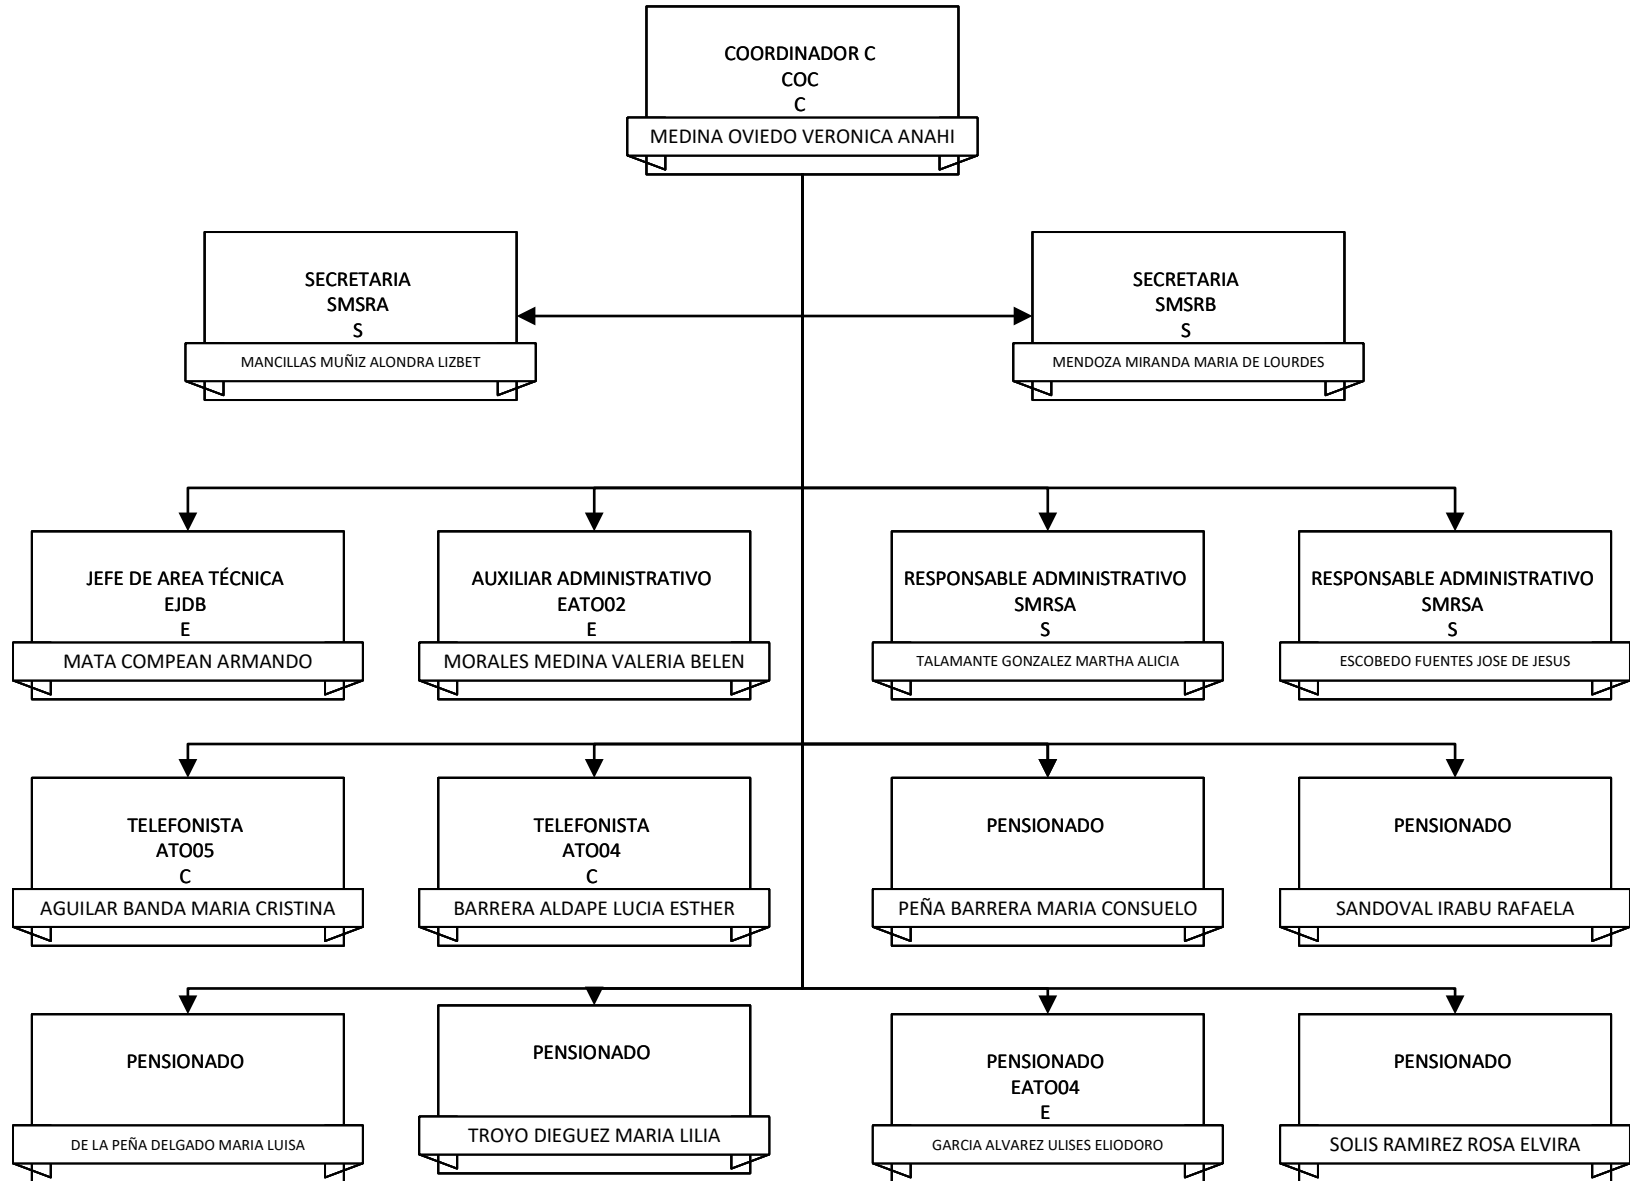 COORDINADOR C
COC
C
MEDINA OVIEDO VERONICA ANAHI
SECRETARIA
SMSRA
S
MANCILLAS MUÑIZ ALONDRA LIZBET
SECRETARIA
SMSRB
S
MENDOZA MIRANDA MARIA DE LOURDES
JEFE DE AREA TÉCNICA
EJDB
E
MATA COMPEAN ARMANDO
AUXILIAR ADMINISTRATIVO
EATO02
E
MORALES MEDINA VALERIA BELEN
RESPONSABLE ADMINISTRATIVO
SMRSA
S
TALAMANTE GONZALEZ MARTHA ALICIA
RESPONSABLE ADMINISTRATIVO
SMRSA
S
ESCOBEDO FUENTES JOSE DE JESUS
TELEFONISTA
ATO05
C
AGUILAR BANDA MARIA CRISTINA
TELEFONISTA
ATO04
C
BARRERA ALDAPE LUCIA ESTHER
PENSIONADO
PEÑA BARRERA MARIA CONSUELO
PENSIONADO
SANDOVAL IRABU RAFAELA
PENSIONADO
DE LA PEÑA DELGADO MARIA LUISA
PENSIONADO
TROYO DIEGUEZ MARIA LILIA
PENSIONADO
EATO04
E
GARCIA ALVAREZ ULISES ELIODORO
PENSIONADO
SOLIS RAMIREZ ROSA ELVIRA